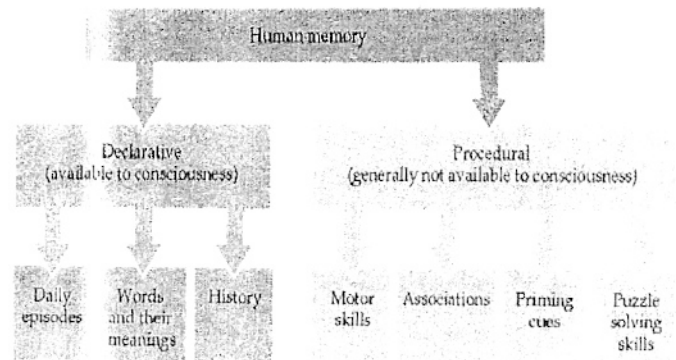 Human memory
Declarative
(available to consciousness)
Procedural
(generally not available to consciousness)
Daily
episodes
Words
and their
meanings
History
Motor
skills
Associations
Priming
cues
Puzzle
solving
skills